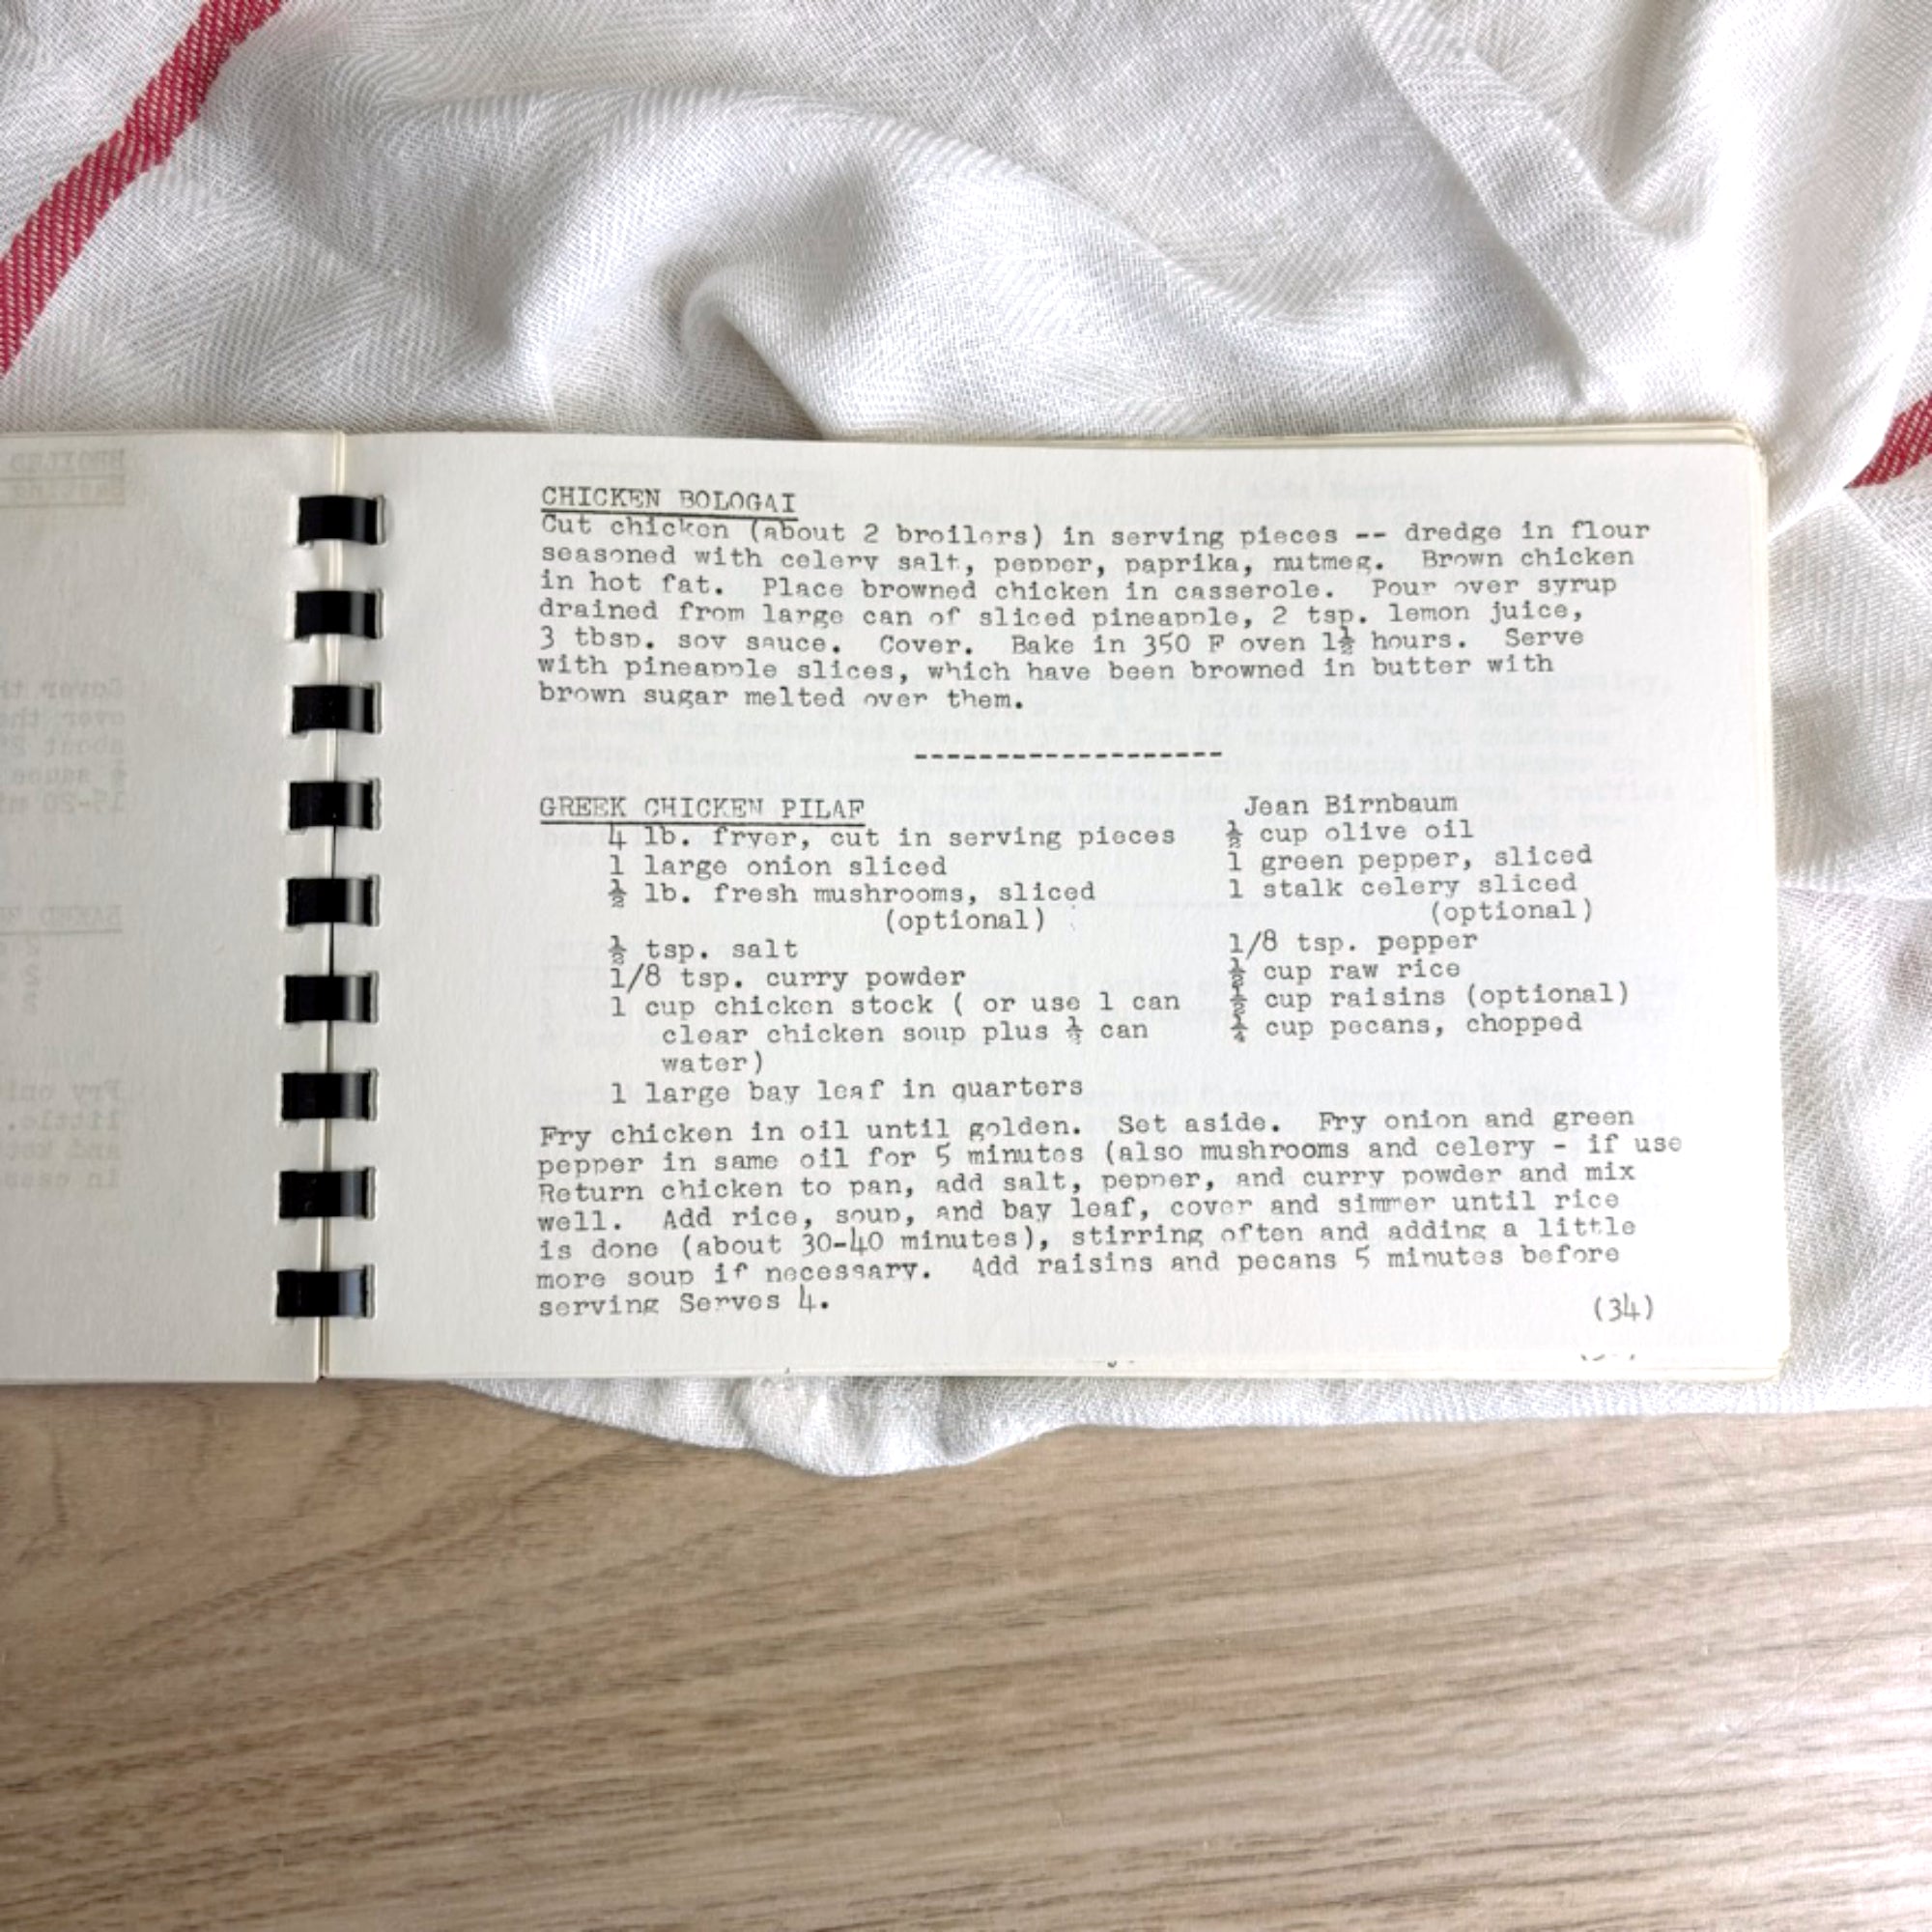 CHICKEN BOLOGAI
Cut chicken (about 2 broilers) in serving pieces -- dredge in flour
seasoned with celery salt, pepper, paprika, nutmeg. Brown chicken
in hot fat. Place browned chicken in casserole. Pour over syrup
drained from large can of sliced pineapple, 2 tsp. lemon juice,
3 tbsp. soy sauce. Cover. Bake in 350 F oven 1½ hours. Serve
with pineapple slices, which have been browned in butter with
brown sugar melted over them.
-------------------
GREEK CHICKEN PILAF Jean Birnbaum
4 lb. fryer, cut in serving pieces ½ cup olive oil
1 large onion sliced 1 green pepper, sliced
½ lb. fresh mushrooms, sliced 1 stalk celery sliced
(optional) (optional)
½ tsp. salt 1/8 tsp. pepper
1/8 tsp. curry powder ½ cup raw rice
1 cup chicken stock ( or use 1 can ½ cup raisins (optional)
clear chicken soup plus ½ can ¼ cup pecans, chopped
water)
1 large bay leaf in quarters
Fry chicken in oil until golden. Set aside. Fry onion and green
pepper in same oil for 5 minutes (also mushrooms and celery - if use
Return chicken to pan, add salt, pepper, and curry powder and mix
well. Add rice, soup, and bay leaf, cover and simmer until rice
is done (about 30-40 minutes), stirring often and adding a little
more soup if necessary. Add raisins and pecans 5 minutes before
serving Serves 4.
(34)